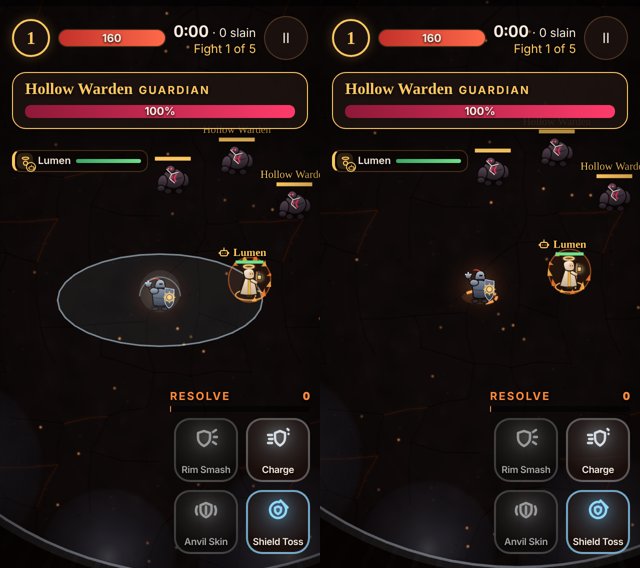 1
160
0:00 · 0 slain
Fight 1 of 5
Hollow Warden GUARDIAN
100%
Hollow Warden
Lumen
Hollow Warde
Lumen
RESOLVE 0
Rim Smash
Charge
Anvil Skin
Shield Toss
1
160
0:00 · 0 slain
Fight 1 of 5
Hollow Warden GUARDIAN
100%
Hollow Warden
Lumen
Hollow Warde
Lumen
RESOLVE 0
Rim Smash
Charge
Anvil Skin
Shield Toss